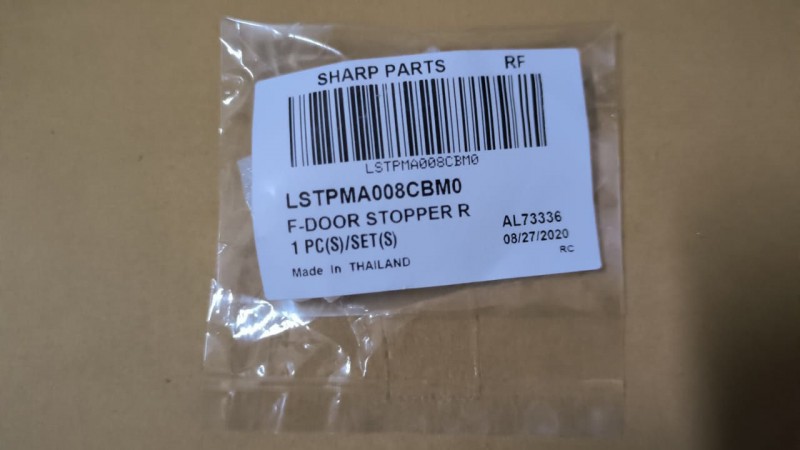 SHARP PARTS RF
LSTPMA008CBM0
LSTPMA008CBM0
F-DOOR STOPPER R
AL73336
1 PC(S)/SET(S)
08/27/2020
RC
Made In THAILAND